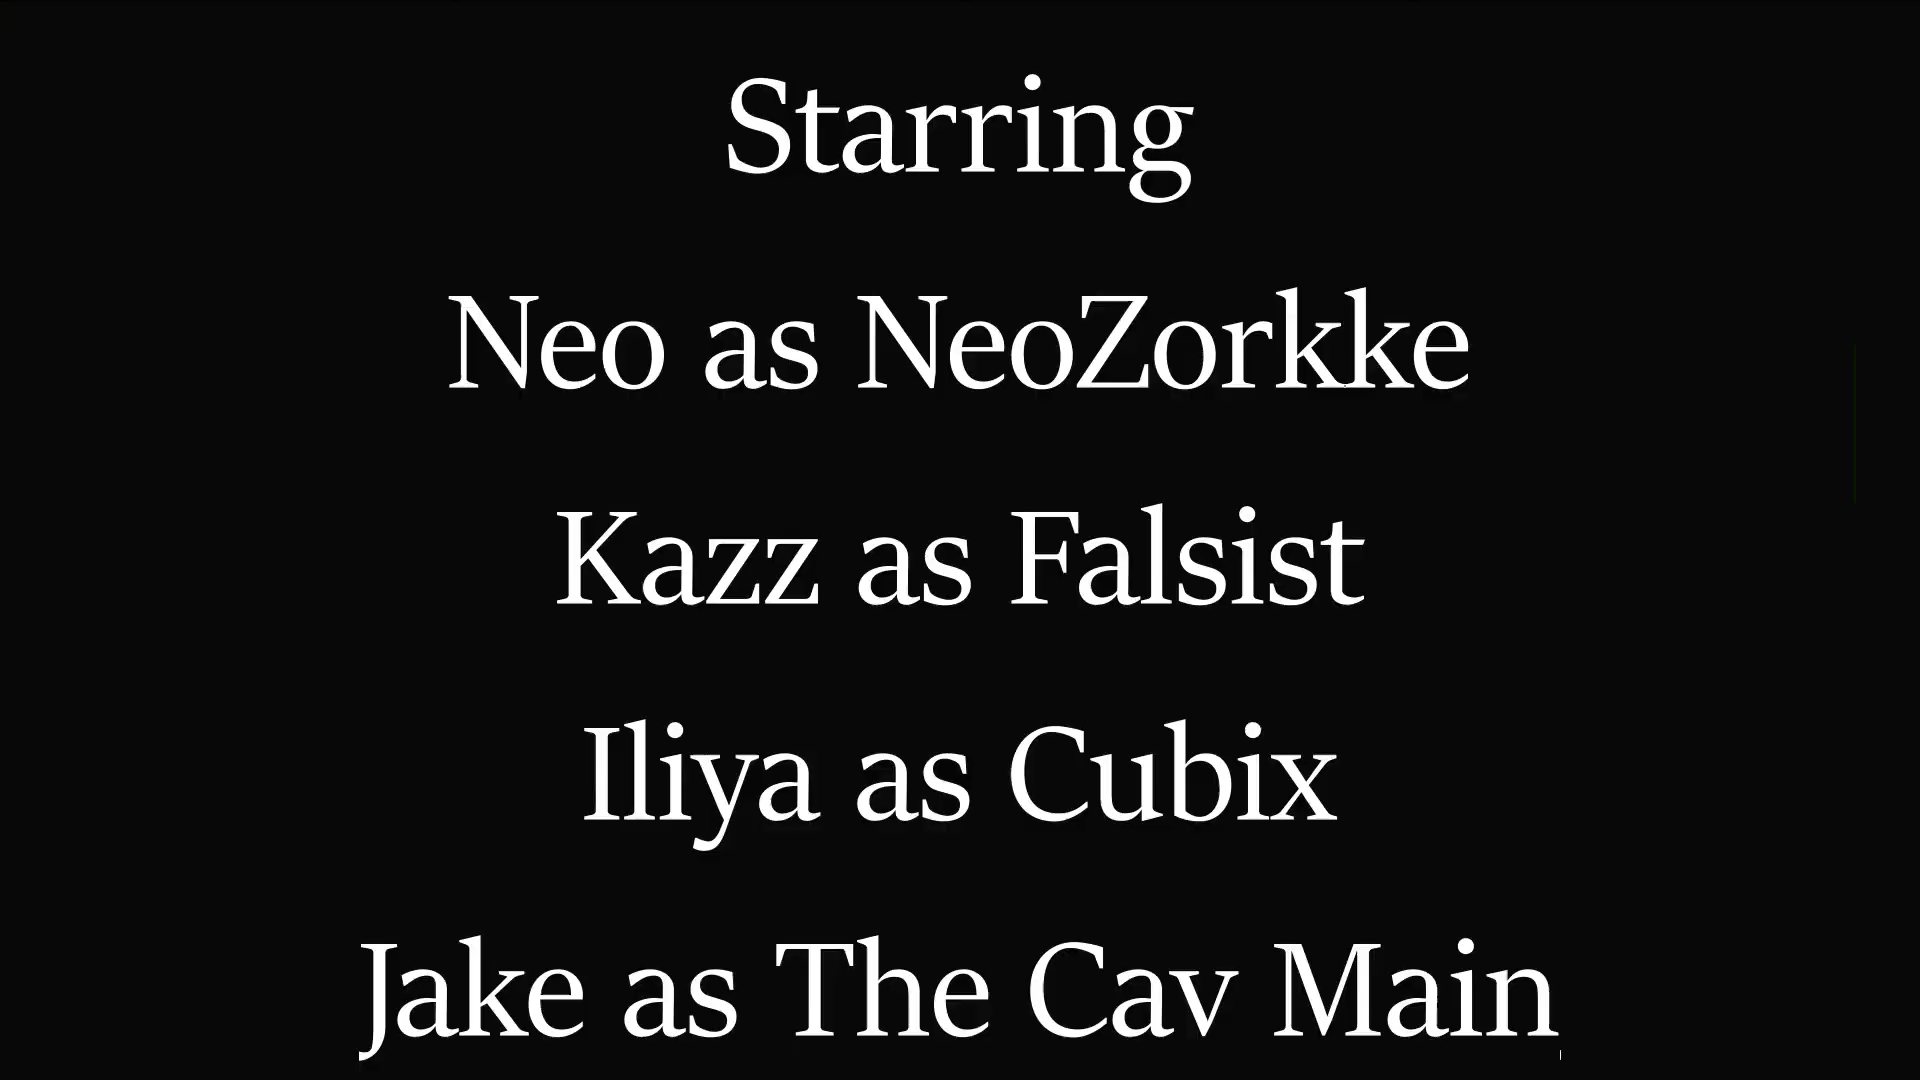 Starring
Neo as NeoZorkke
Kazz as Falsist
Iliya as Cubix
Jake as The Cav Main